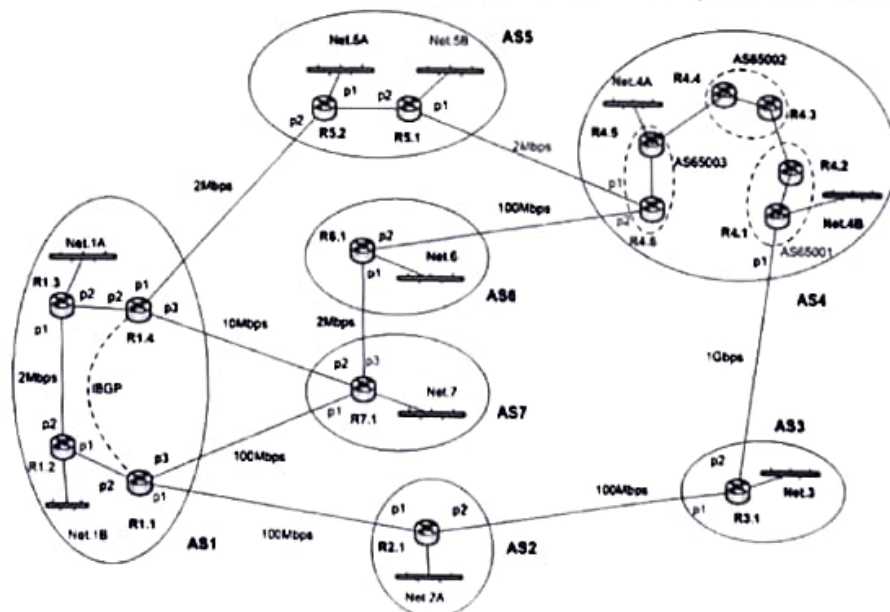 AS5
Net.5A
Net.5B
p1
p2
p1
p2
R5.2
R5.1
2Mbps
2Mbps
AS65002
R4.4
R4.3
Net.4A
R4.5
AS65003
R4.2
p1
p2
R4.6
R4.1
Net.4B
AS65001
p1
AS4
100Mbps
R6.1
p2
p1
Net.6
AS6
Net.1A
R1.3
p2
p2
p1
p3
p1
R1.4
2Mbps
IBGP
10Mbps
2Mbps
p2
p3
p1
R7.1
Net.7
AS7
1Gbps
p2
p1
R1.2
p2
p3
p1
R1.1
Net.1B
AS1
100Mbps
100Mbps
p1
p2
R2.1
Net.2A
AS2
100Mbps
AS3
p2
p1
R3.1
Net.3